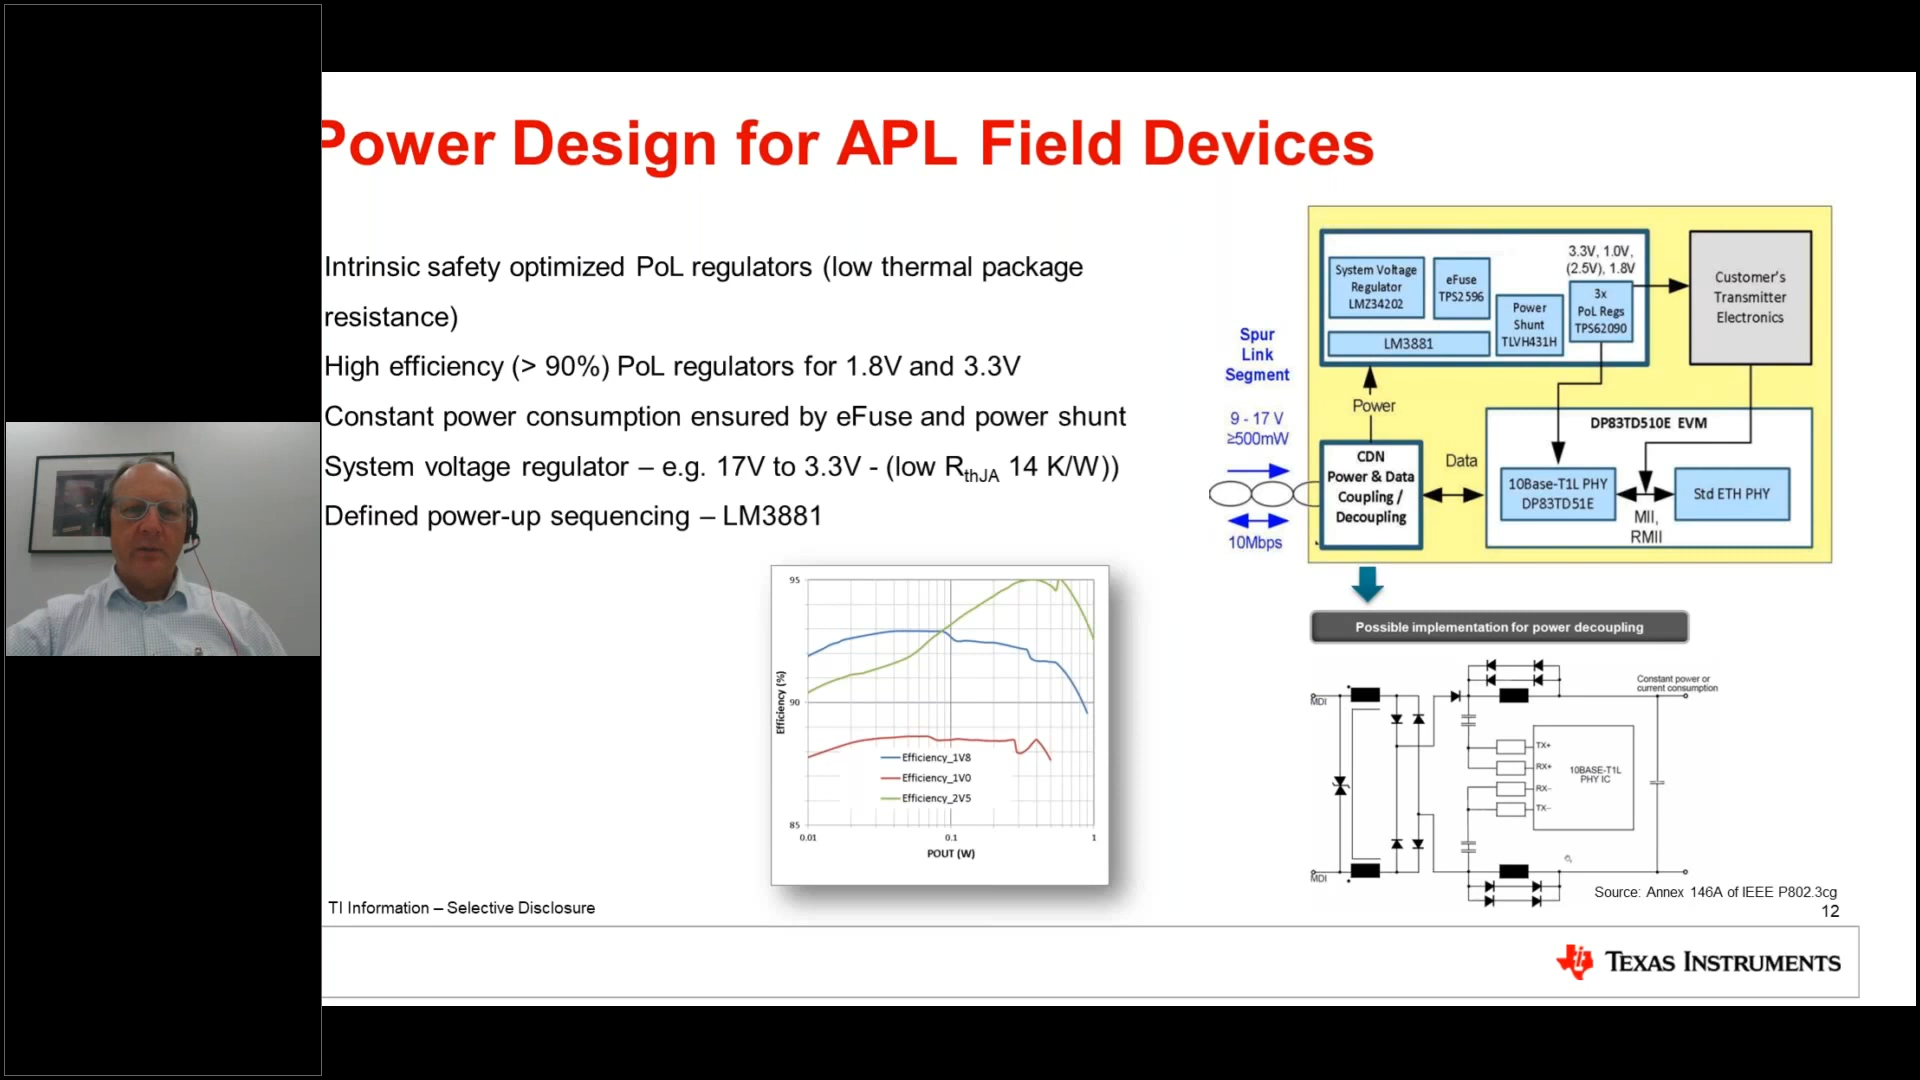 Power Design for APL Field Devices
Intrinsic safety optimized PoL regulators (low thermal package
resistance)
High efficiency (> 90%) PoL regulators for 1.8V and 3.3V
Constant power consumption ensured by eFuse and power shunt
System voltage regulator – e.g. 17V to 3.3V - (low RthJA 14 K/W))
Defined power-up sequencing – LM3881
95
90
85
Efficiency (%)
Efficiency_1V8
Efficiency_1V0
Efficiency_2V5
0.01
0.1
1
POUT (W)
Spur
Link
Segment
9 - 17 V
≥500mW
10Mbps
System Voltage
Regulator
LMZ34202
eFuse
TPS2596
LM3881
Power
Shunt
TLVH431H
3.3V, 1.0V,
(2.5V), 1.8V
3x
PoL Regs
TPS62090
Customer's
Transmitter
Electronics
Power
CDN
Power & Data
Coupling /
Decoupling
Data
DP83TD510E EVM
10Base-T1L PHY
DP83TD51E
MII,
RMII
Std ETH PHY
Possible implementation for power decoupling
MDI
MDI
Constant power or
current consumption
TX+
RX+
RX–
TX–
10BASE-T1L
PHY IC
Source: Annex 146A of IEEE P802.3cg
TI Information – Selective Disclosure
12
TEXAS INSTRUMENTS